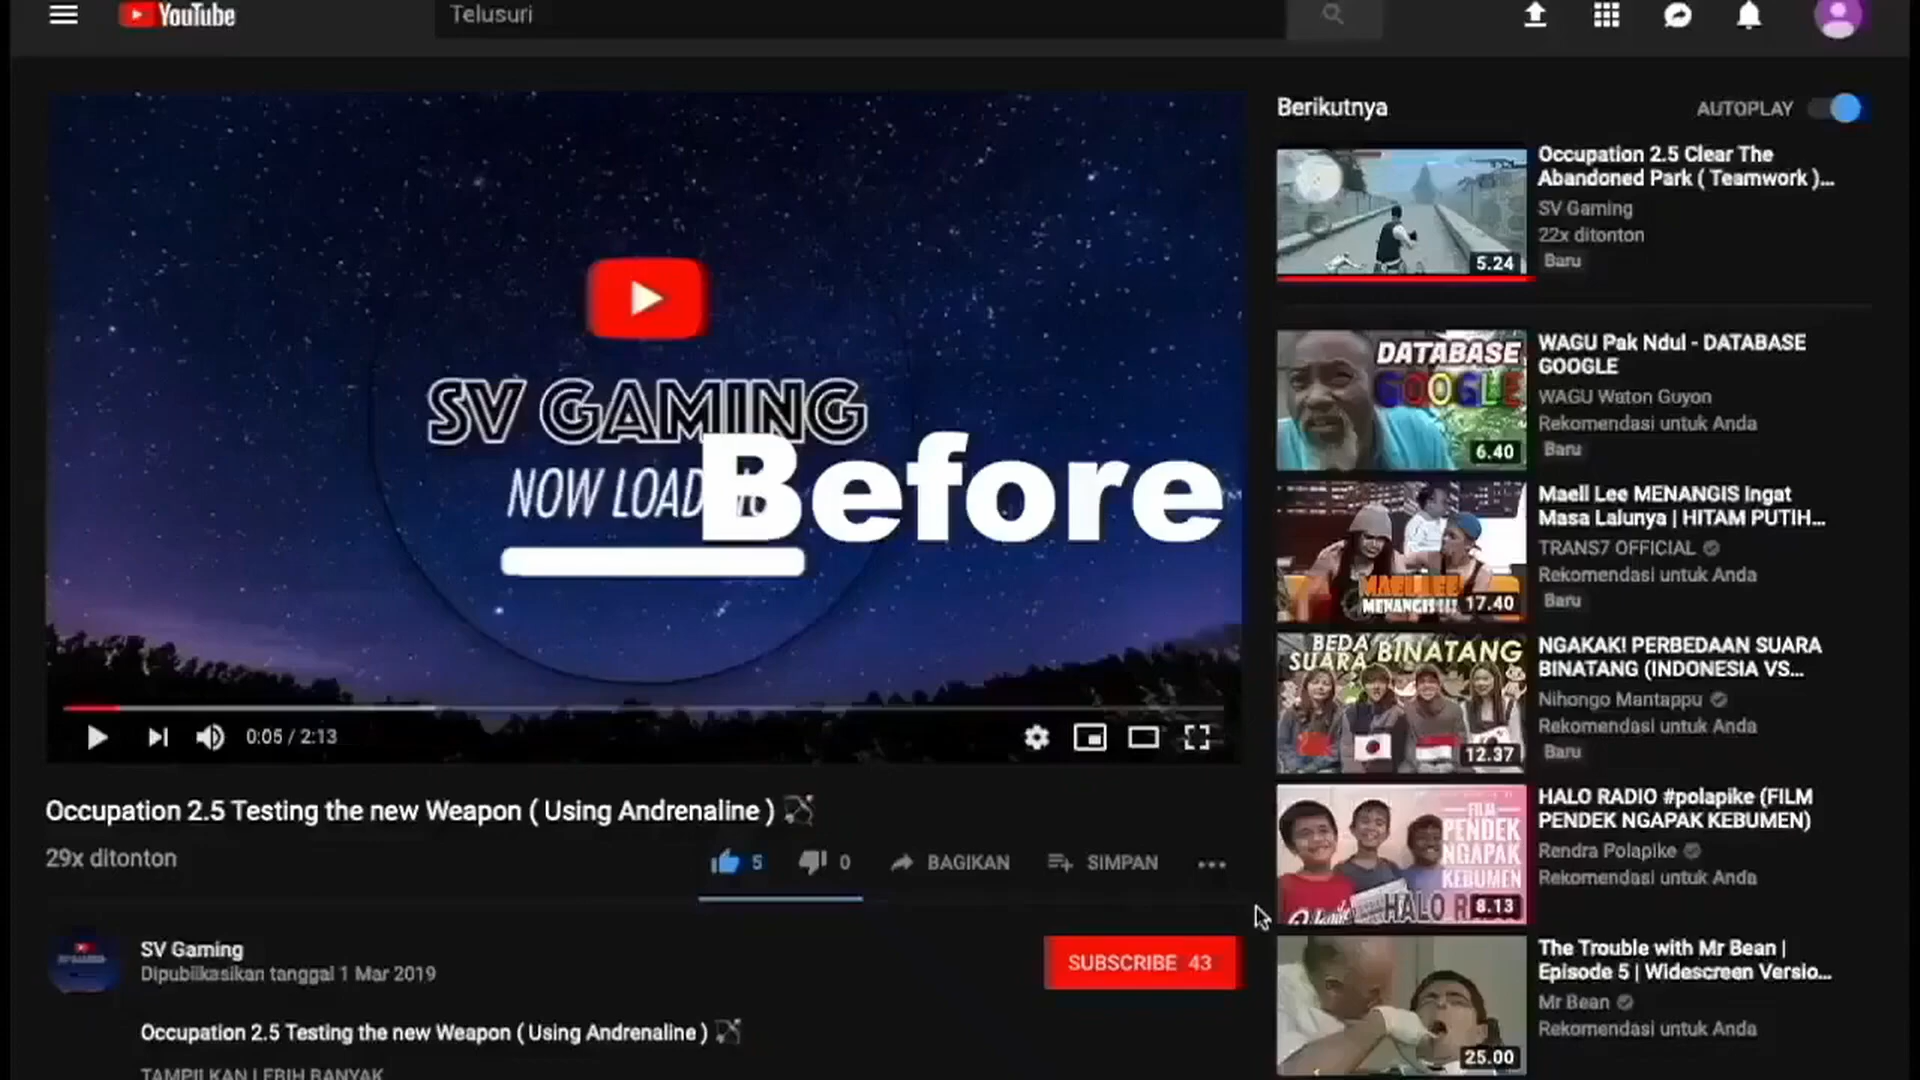 YouTube
Telusuri
SV GAMING
NOW LOAD
Before
0:05 / 2:13
Occupation 2.5 Testing the new Weapon ( Using Andrenaline )
29x ditonton
5
0
BAGIKAN
SIMPAN
SV Gaming
Dipublikasikan tanggal 1 Mar 2019
SUBSCRIBE 43
Occupation 2.5 Testing the new Weapon ( Using Andrenaline )
TAMPILKAN LEBIH BANYAK
Berikutnya
AUTOPLAY
5.24
Occupation 2.5 Clear The
Abandoned Park ( Teamwork )...
SV Gaming
22x ditonton
Baru
DATABASE
GOOGLE
6.40
WAGU Pak Ndul - DATABASE
GOOGLE
WAGU Waton Guyon
Rekomendasi untuk Anda
Baru
MAELL LEE
MENANGIS!!!
17.40
Maell Lee MENANGIS Ingat
Masa Lalunya | HITAM PUTIH...
TRANS7 OFFICIAL
Rekomendasi untuk Anda
Baru
BEDA
SUARA BINATANG
12.37
NGAKAK! PERBEDAAN SUARA
BINATANG (INDONESIA VS...
Nihongo Mantappu
Rekomendasi untuk Anda
Baru
FILM
PENDEK
NGAPAK
KEBUMEN
HALO R
8.13
HALO RADIO #polapike (FILM
PENDEK NGAPAK KEBUMEN)
Rendra Polapike
Rekomendasi untuk Anda
25.00
The Trouble with Mr Bean |
Episode 5 | Widescreen Versio...
Mr Bean
Rekomendasi untuk Anda